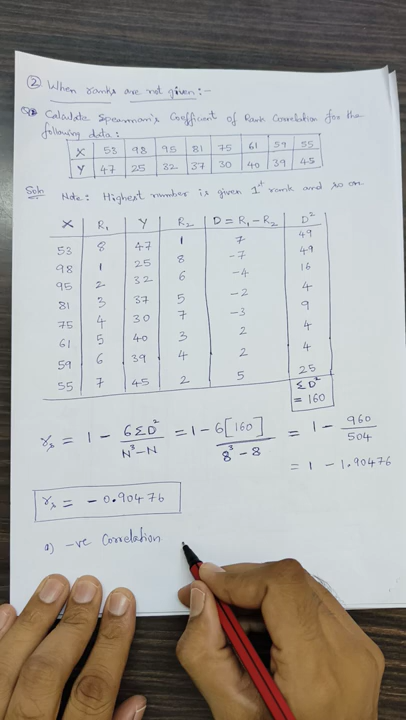 ② When ranks are not given :-
Q Calculate Spearman's Coefficient of Rank Correlation for the
following data :
X 53 98 95 81 75 61 59 55
Y 47 25 32 37 30 40 39 45
Soln Note: Highest number is given 1st rank and so on
X R₁ Y R₂ D = R₁ - R₂ D²
53 8 47 1 7 49
98 1 25 8 -7 49
95 2 32 6 -4 16
81 3 37 5 -2 4
75 4 30 7 -3 9
61 5 40 3 2 4
59 6 39 4 2 4
55 7 45 2 5 25
ΣD²
= 160
rₛ = 1 - 6ΣD² / N³-N = 1 - 6[160] / 8³-8 = 1 - 960 / 504
= 1 - 1.90476
rₛ = - 0.90476
a) -ve Correlation